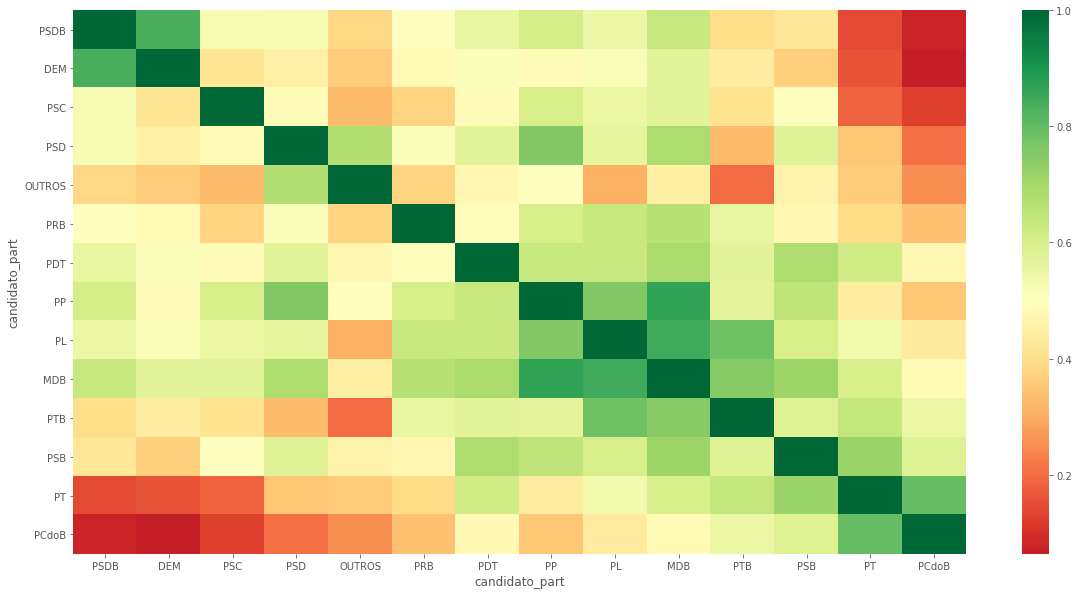 candidato_part
PSDB
DEM
PSC
PSD
OUTROS
PRB
PDT
PP
PL
MDB
PTB
PSB
PT
PCdoB
PSDB DEM PSC PSD OUTROS PRB PDT PP PL MDB PTB PSB PT PCdoB
candidato_part
1.0
0.8
0.6
0.4
0.2